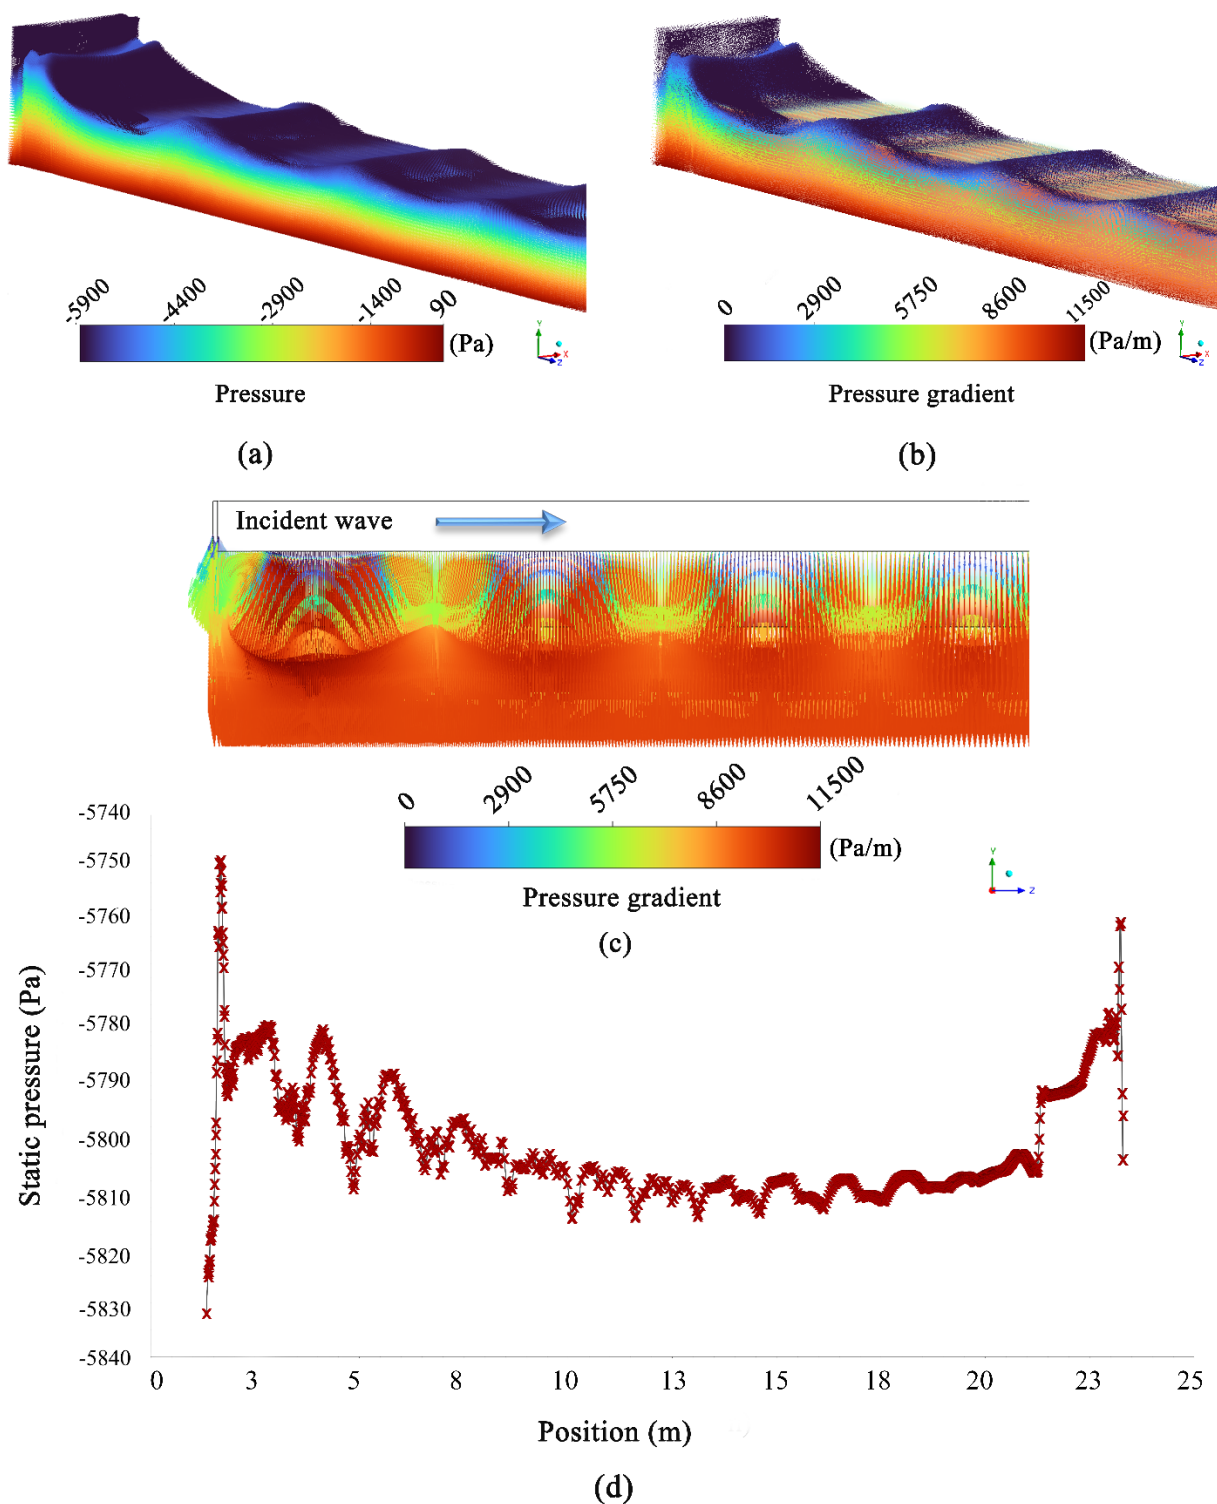 -5900 -4400 -2900 -1400 90
(Pa)
Y
X
Z
Pressure
(a)
0 2900 5750 8600 11500
(Pa/m)
Y
X
Z
Pressure gradient
(b)
Incident wave
0 2900 5750 8600 11500
(Pa/m)
Y
Z
Pressure gradient
(c)
Static pressure (Pa)
-5740
-5750
-5760
-5770
-5780
-5790
-5800
-5810
-5820
-5830
-5840
0 3 5 8 10 13 15 18 20 23 25
Position (m)
(d)